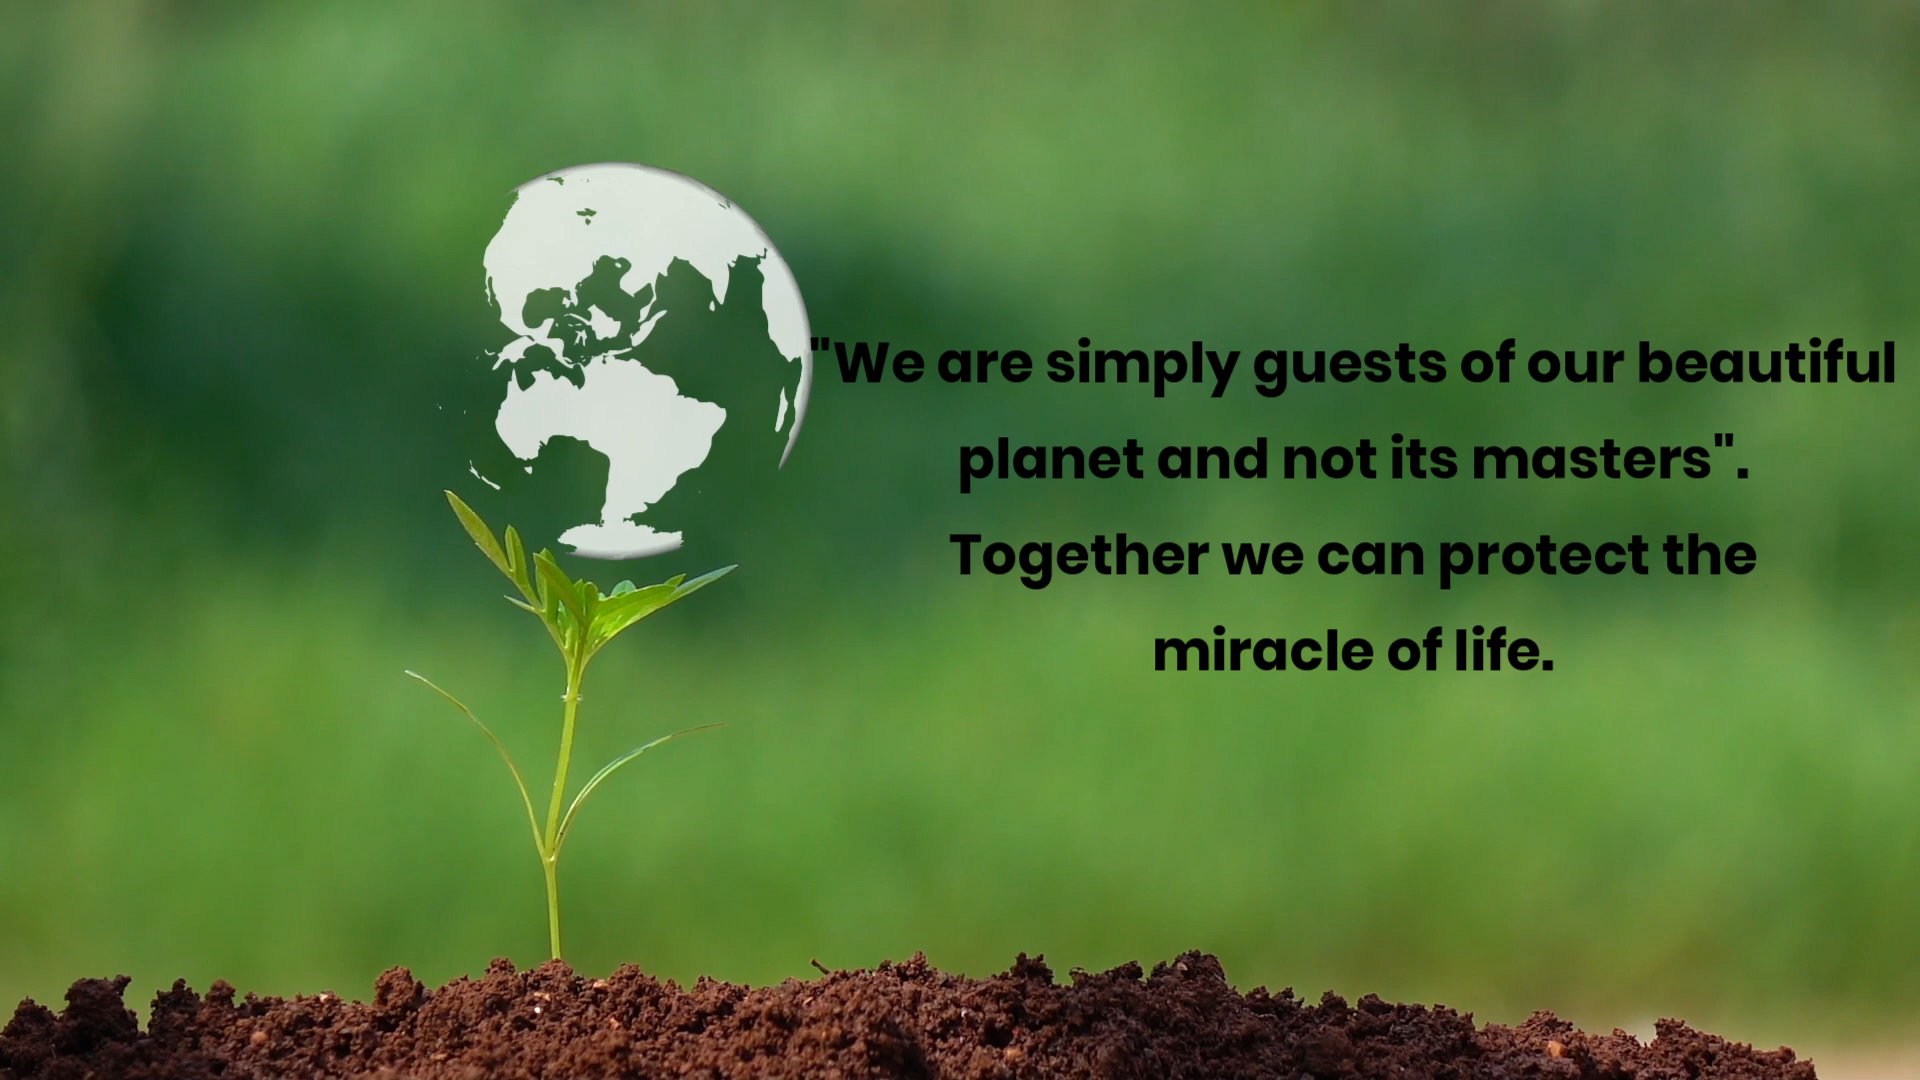 "We are simply guests of our beautiful
planet and not its masters".
Together we can protect the
miracle of life.